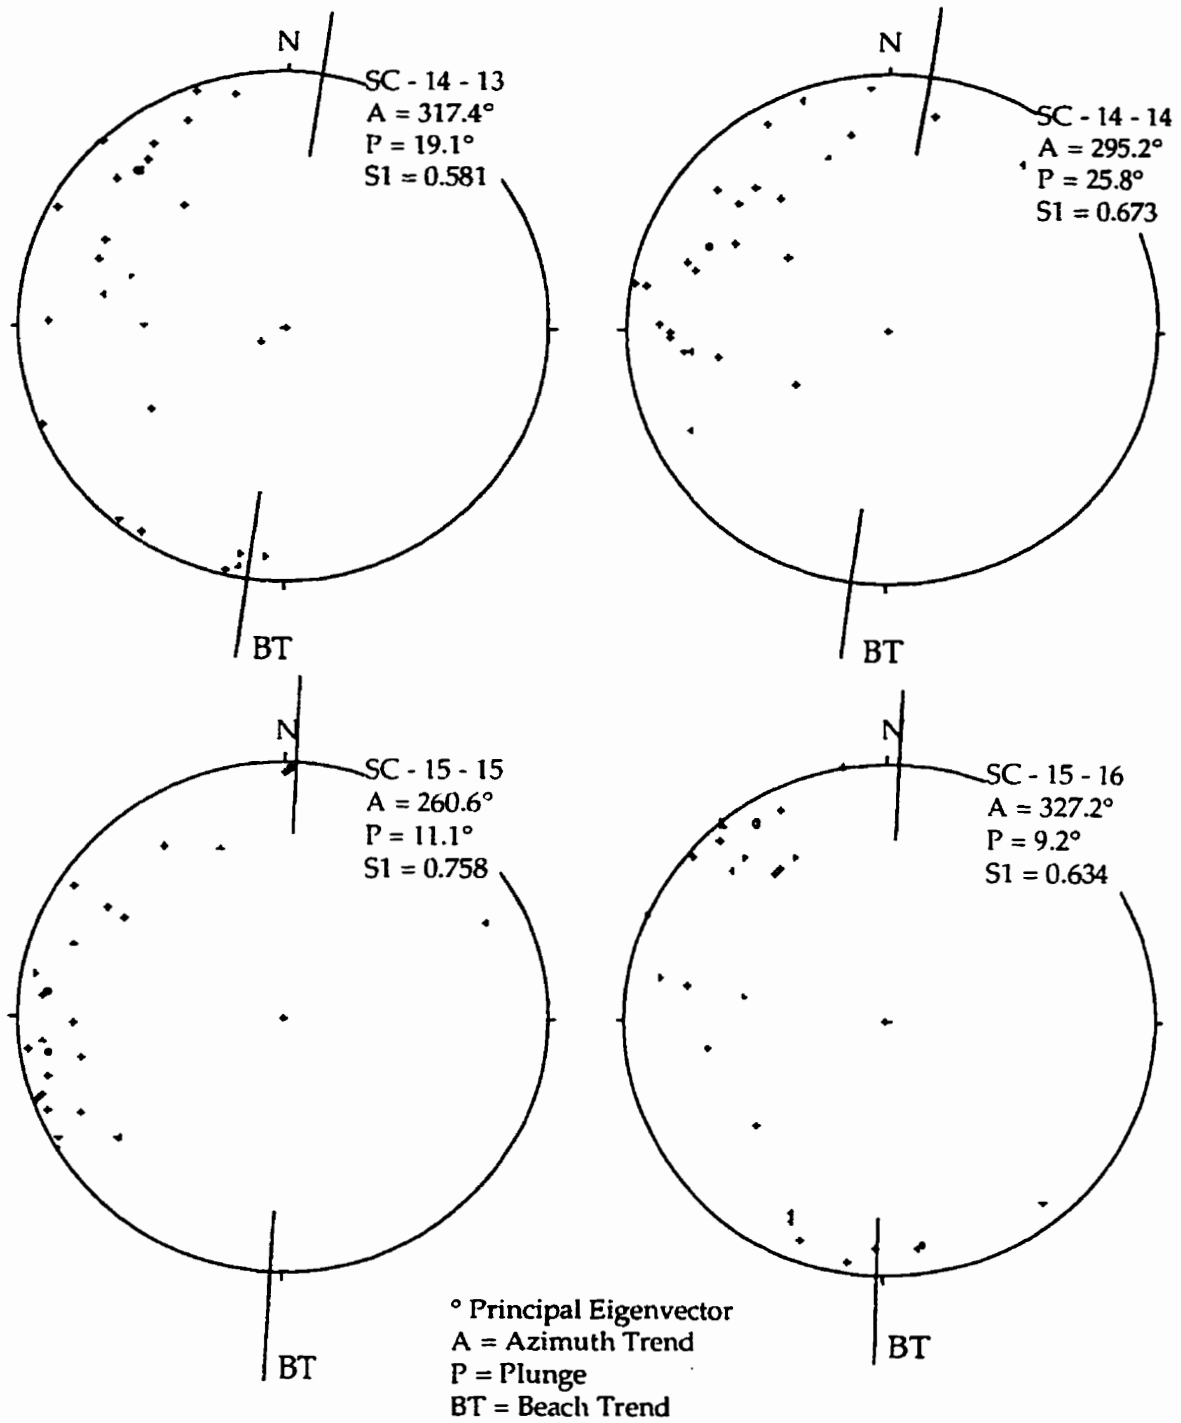 N
SC - 14 - 13
A = 317.4°
P = 19.1°
S1 = 0.581
BT
N
SC - 14 - 14
A = 295.2°
P = 25.8°
S1 = 0.673
BT
N
SC - 15 - 15
A = 260.6°
P = 11.1°
S1 = 0.758
BT
N
SC - 15 - 16
A = 327.2°
P = 9.2°
S1 = 0.634
BT
° Principal Eigenvector
A = Azimuth Trend
P = Plunge
BT = Beach Trend